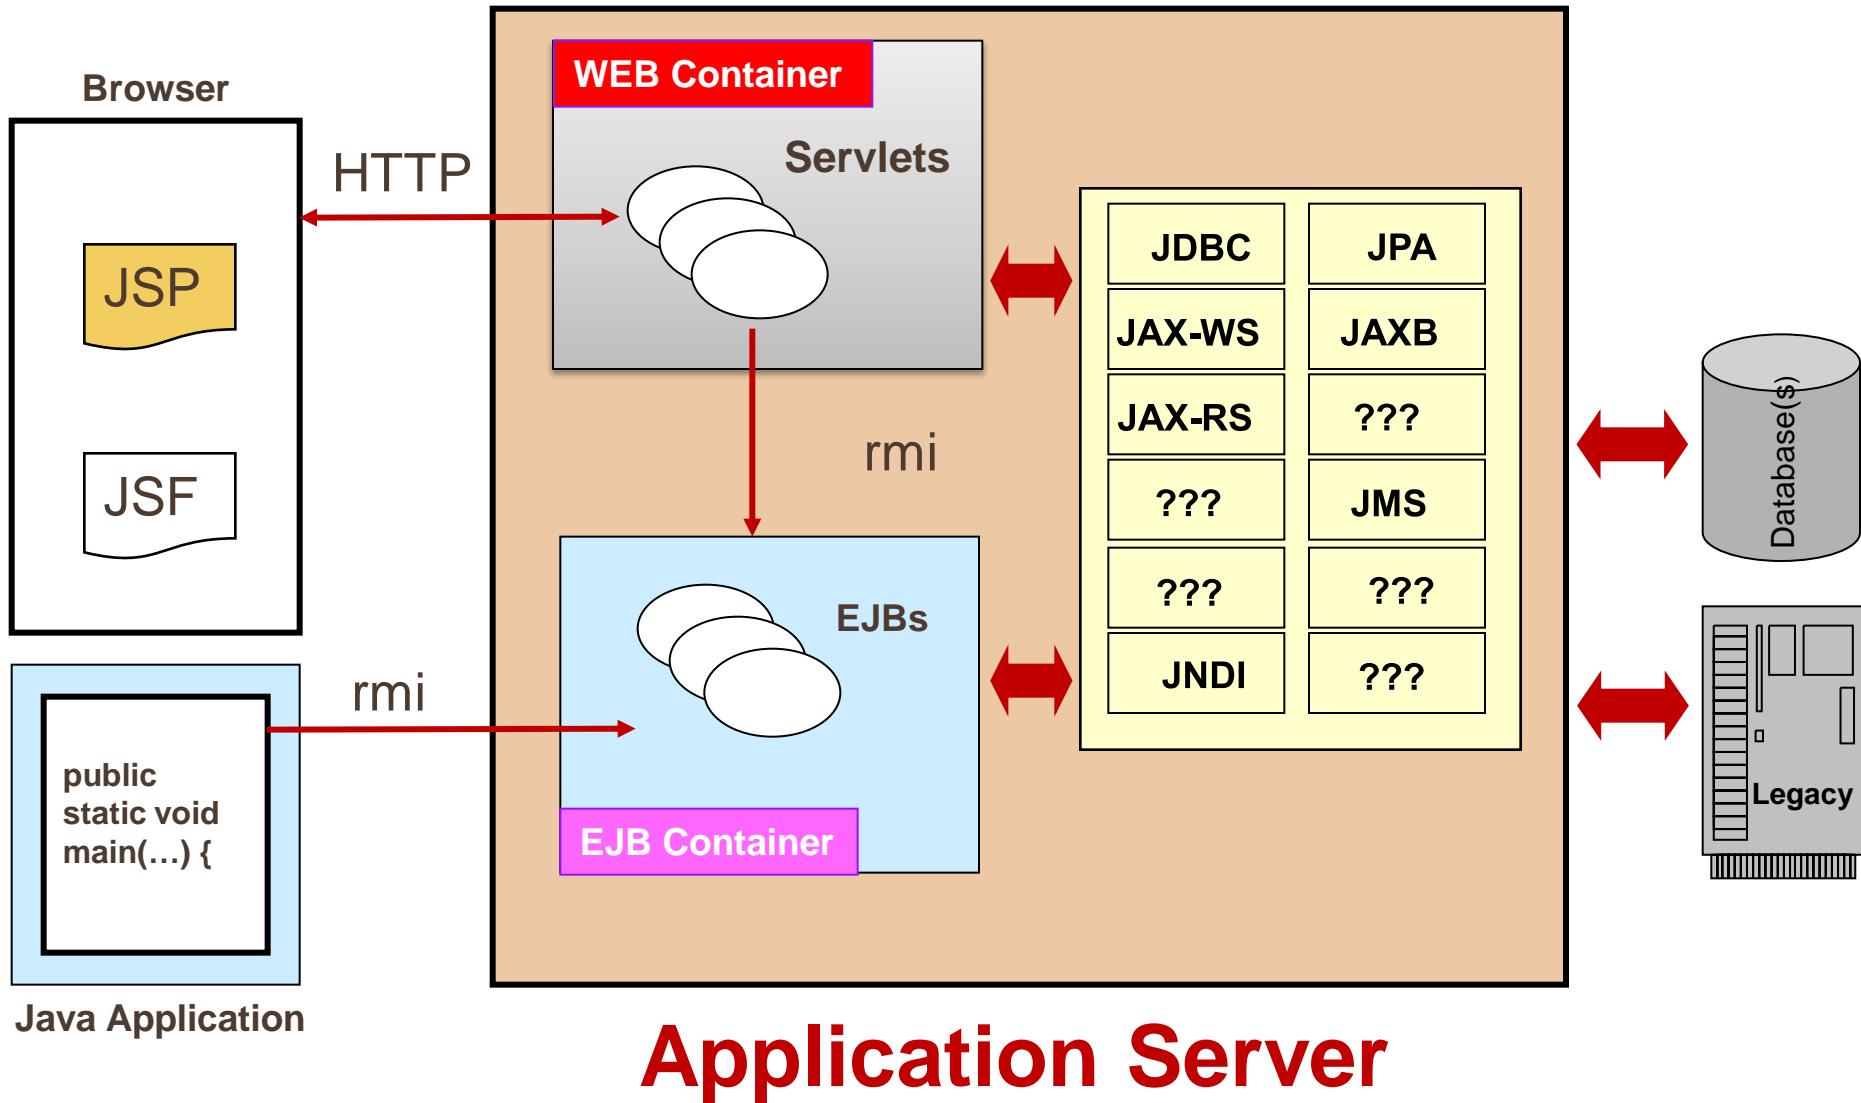 Browser
JSP
JSF
HTTP
WEB Container
Servlets
rmi
EJBs
EJB Container
rmi
public
static void
main(…) {
Java Application
JDBC
JPA
JAX-WS
JAXB
JAX-RS
???
???
JMS
???
???
JNDI
???
Database(s)
Legacy
Application Server